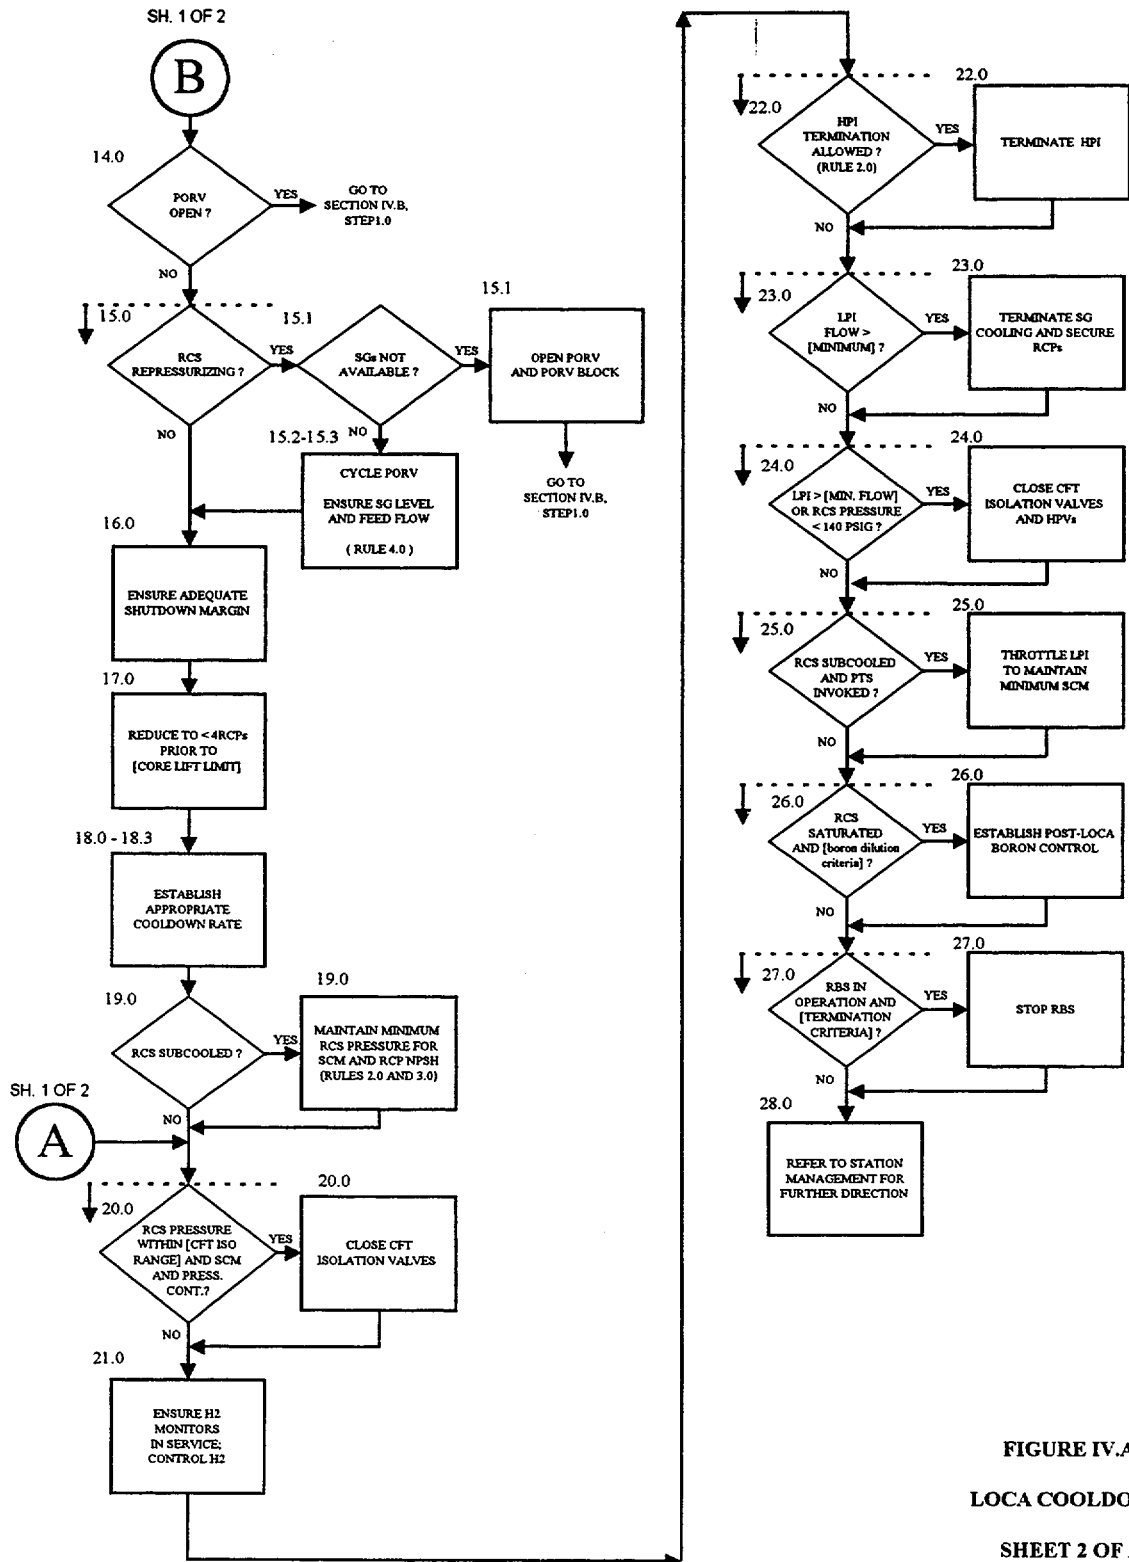 SH. 1 OF 2
B
14.0
PORV
OPEN ?
YES
GO TO
SECTION IV.B,
STEP1.0
NO
15.0
RCS
REPRESSURIZING ?
YES
15.1
SGs NOT
AVAILABLE ?
YES
15.1
OPEN PORV
AND PORV BLOCK
GO TO
SECTION IV.B,
STEP1.0
NO
NO
15.2-15.3
CYCLE PORV
ENSURE SG LEVEL
AND FEED FLOW
( RULE 4.0 )
16.0
ENSURE ADEQUATE
SHUTDOWN MARGIN
17.0
REDUCE TO < 4RCPs
PRIOR TO
[CORE LIFT LIMIT]
18.0 - 18.3
ESTABLISH
APPROPRIATE
COOLDOWN RATE
19.0
RCS SUBCOOLED ?
YES
19.0
MAINTAIN MINIMUM
RCS PRESSURE FOR
SCM AND RCP NPSH
(RULES 2.0 AND 3.0)
NO
SH. 1 OF 2
A
20.0
RCS PRESSURE
WITHIN [CFT ISO
RANGE] AND SCM
AND PRESS.
CONT.?
YES
20.0
CLOSE CFT
ISOLATION VALVES
NO
21.0
ENSURE H2
MONITORS
IN SERVICE;
CONTROL H2
22.0
HPI
TERMINATION
ALLOWED ?
(RULE 2.0)
YES
22.0
TERMINATE HPI
NO
23.0
LPI
FLOW >
[MINIMUM] ?
YES
23.0
TERMINATE SG
COOLING AND SECURE
RCPs
NO
24.0
LPI > [MIN. FLOW]
OR RCS PRESSURE
< 140 PSIG ?
YES
24.0
CLOSE CFT
ISOLATION VALVES
AND HPVs
NO
25.0
RCS SUBCOOLED
AND PTS
INVOKED ?
YES
25.0
THROTTLE LPI
TO MAINTAIN
MINIMUM SCM
NO
26.0
RCS
SATURATED
AND [boron dilution
criteria] ?
YES
26.0
ESTABLISH POST-LOCA
BORON CONTROL
NO
27.0
RBS IN
OPERATION AND
[TERMINATION
CRITERIA] ?
YES
27.0
STOP RBS
NO
28.0
REFER TO STATION
MANAGEMENT FOR
FURTHER DIRECTION
FIGURE IV.A
LOCA COOLDO
SHEET 2 OF